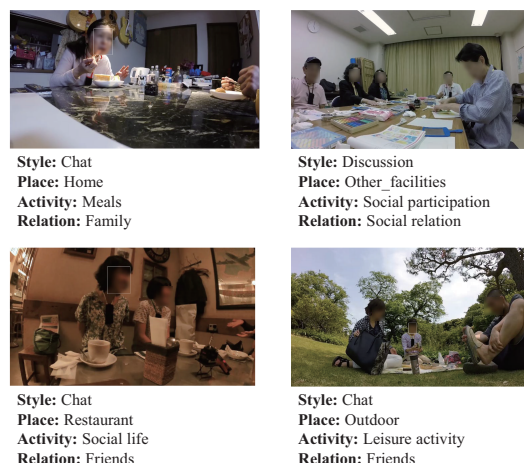 Style: Chat
Place: Home
Activity: Meals
Relation: Family
Style: Discussion
Place: Other_facilities
Activity: Social participation
Relation: Social relation
Style: Chat
Place: Restaurant
Activity: Social life
Relation: Friends
Style: Chat
Place: Outdoor
Activity: Leisure activity
Relation: Friends